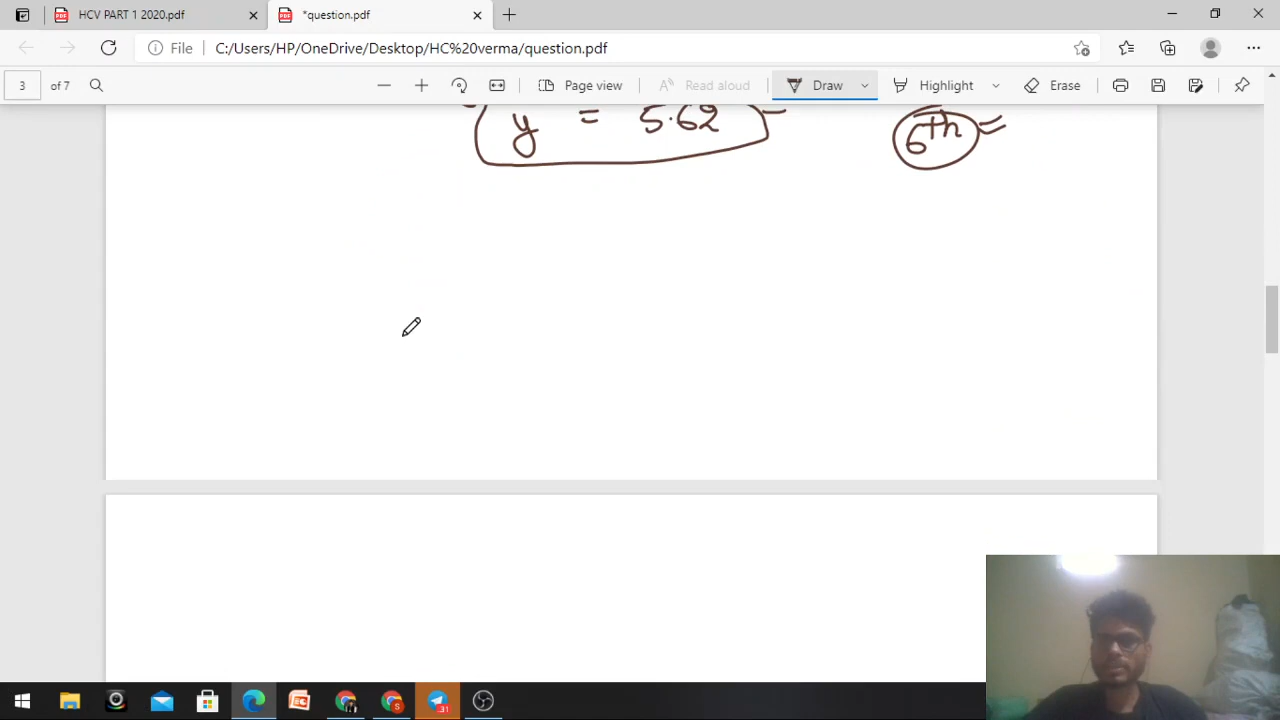 HCV PART 1 2020.pdf
*question.pdf
File
C:/Users/HP/OneDrive/Desktop/HC%20verma/question.pdf
3 of 7
Page view
Read aloud
Draw
Highlight
Erase
y = 5.62
6th =
31